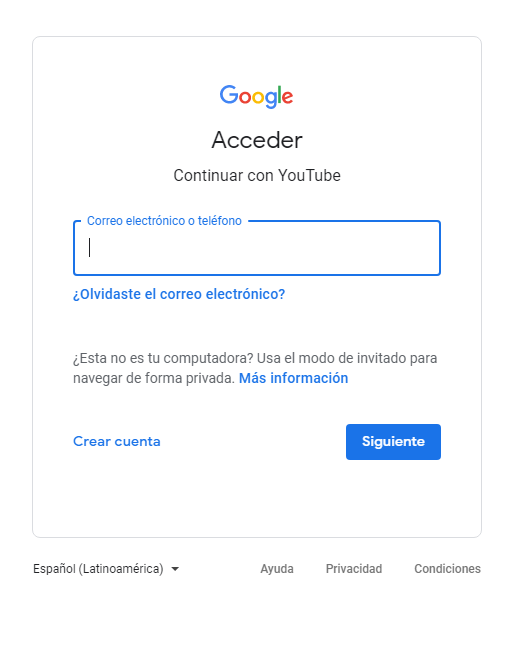 Google
Acceder
Continuar con YouTube
Correo electrónico o teléfono
¿Olvidaste el correo electrónico?
¿Esta no es tu computadora? Usa el modo de invitado para
navegar de forma privada. Más información
Crear cuenta
Siguiente
Español (Latinoamérica)
Ayuda
Privacidad
Condiciones